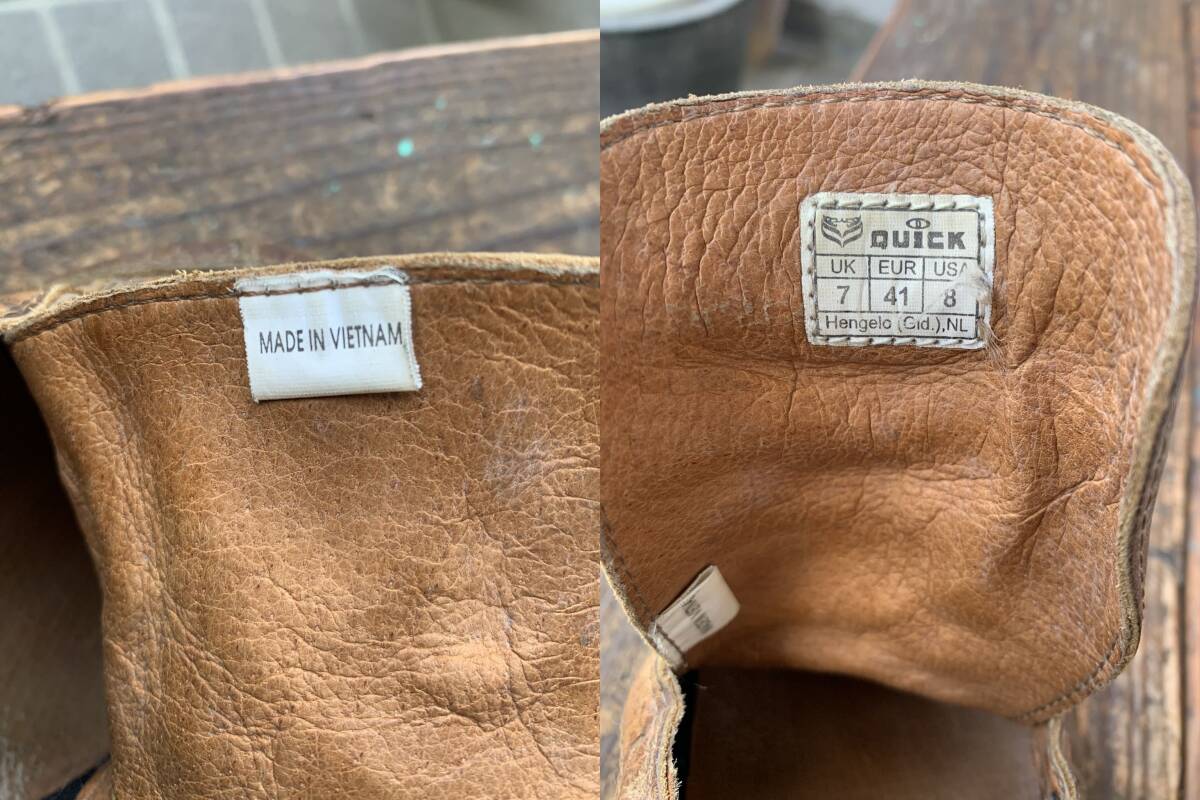 MADE IN VIETNAM
QUICK
UK EUR USA
7 41 8
Hengelo (Gld.),NL